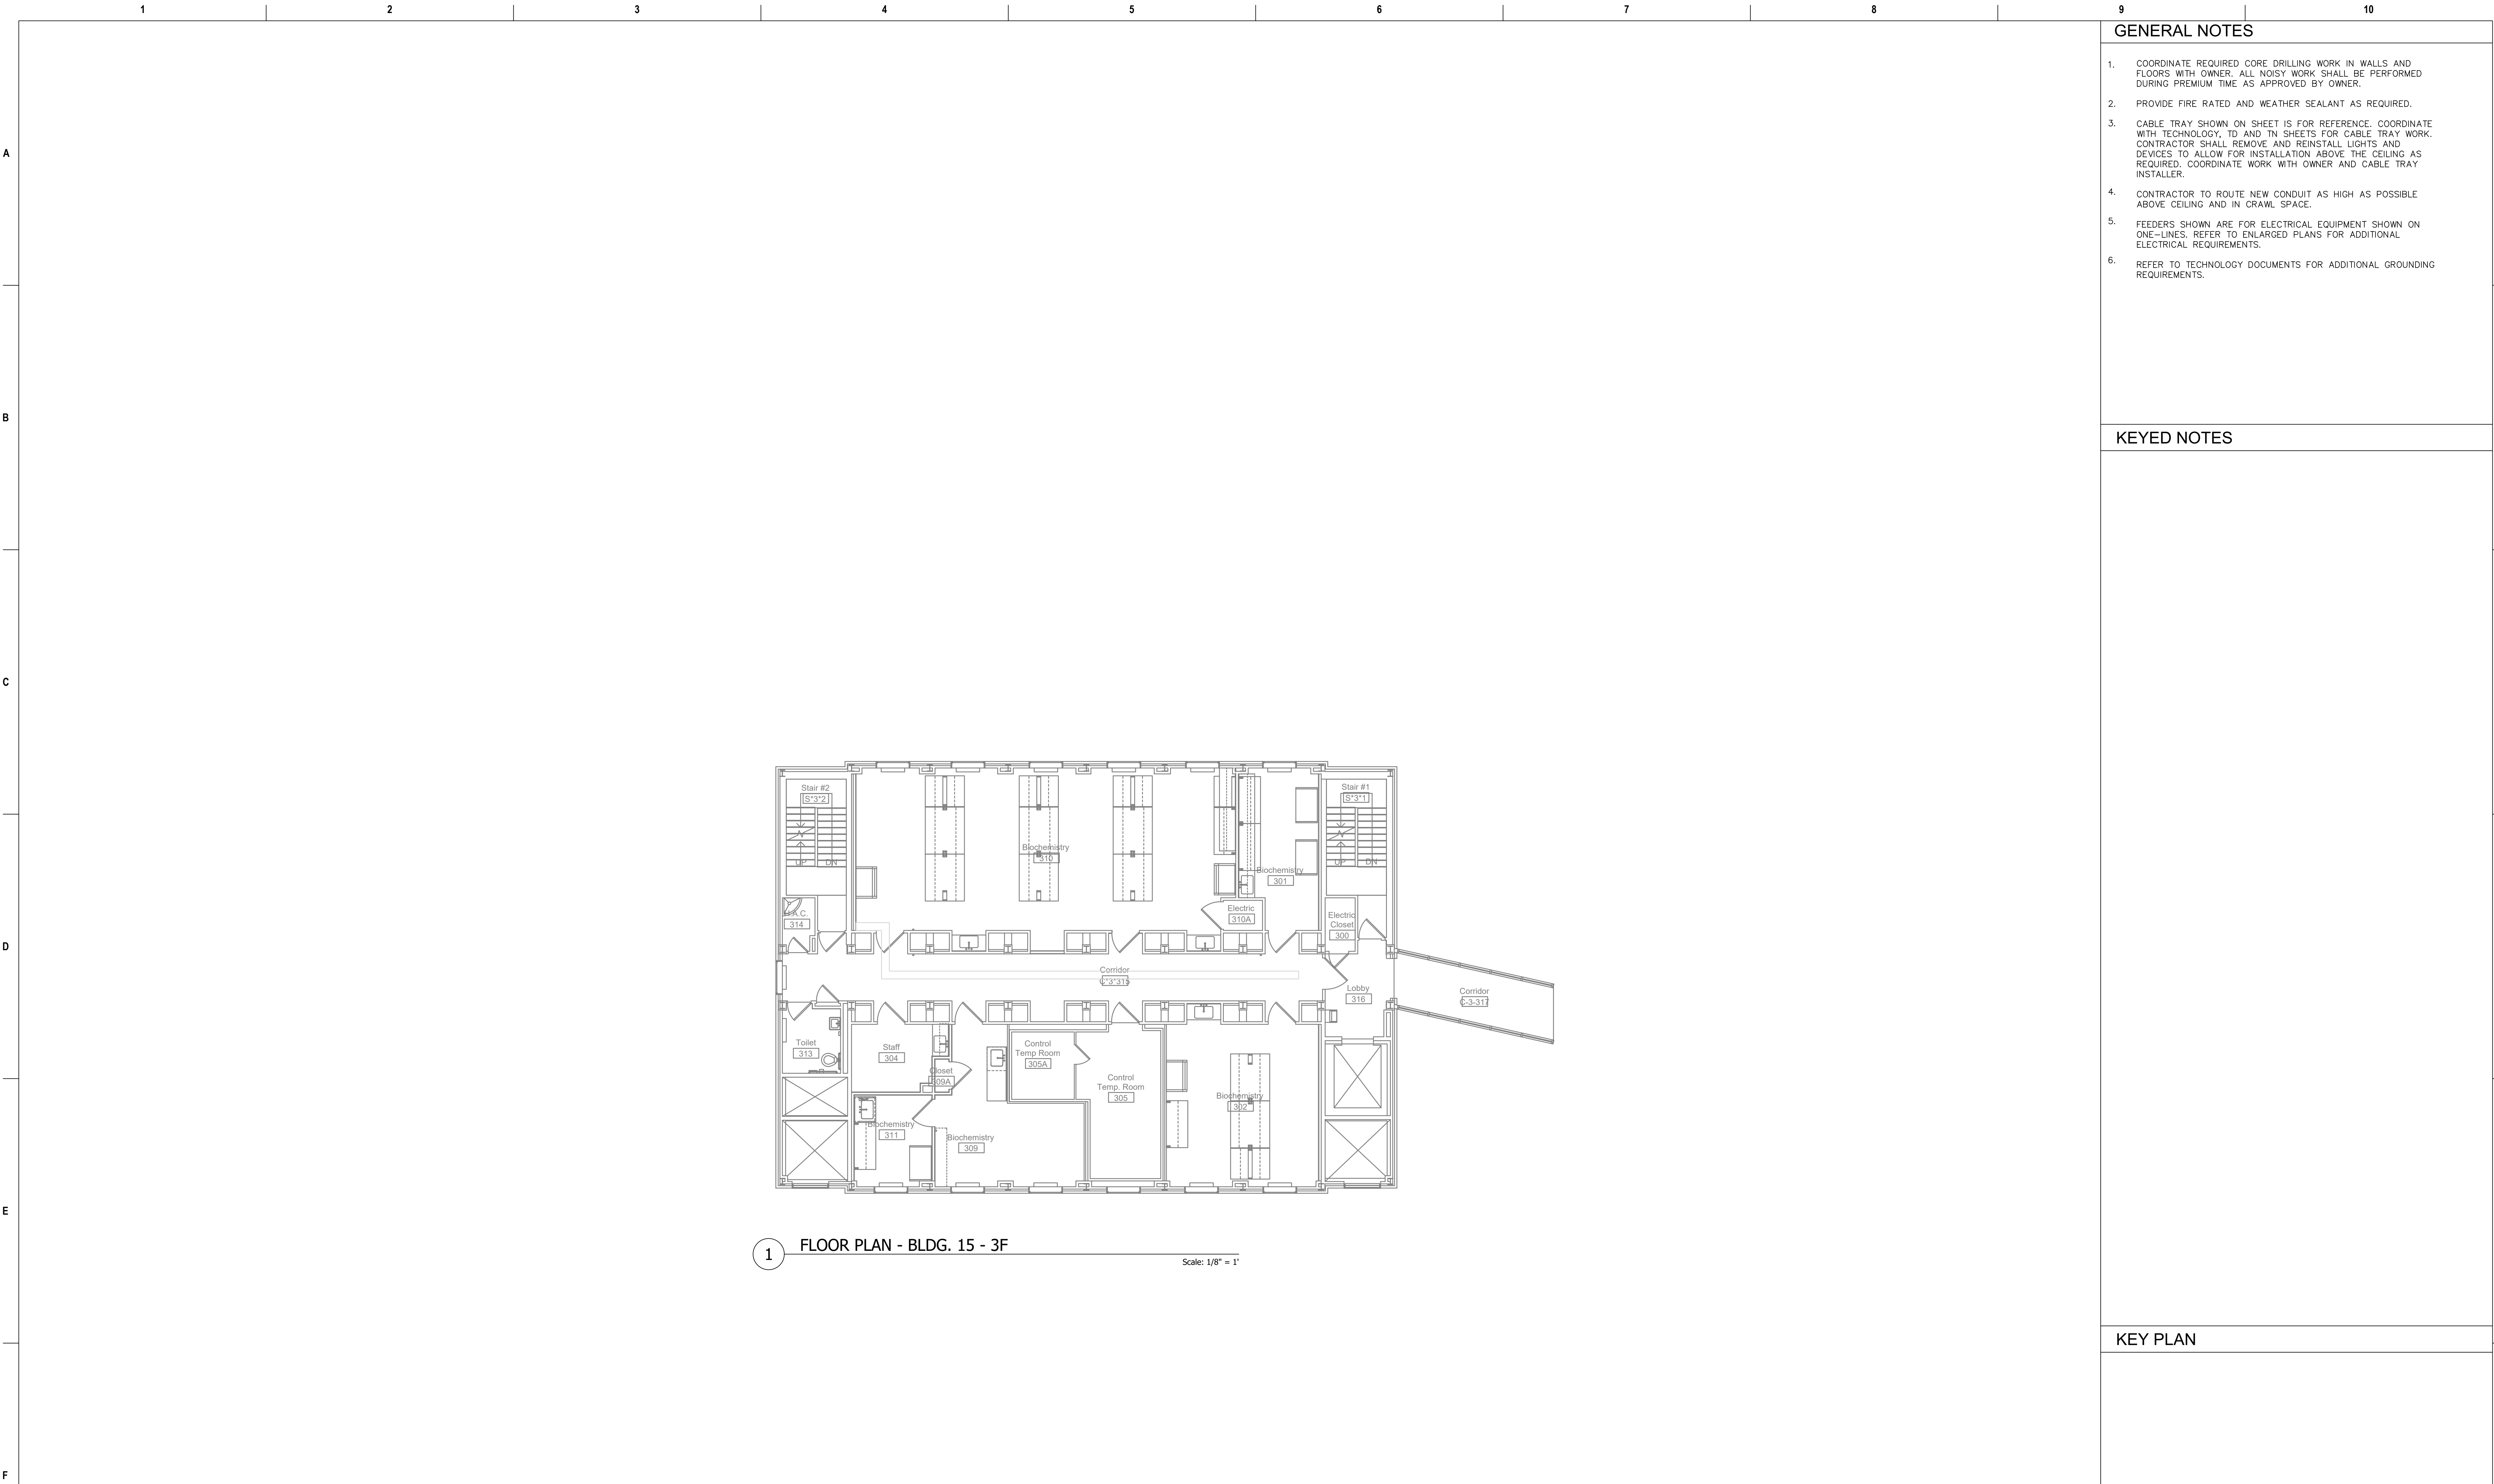 1 2 3 4 5 6 7 8 9 10
A
B
C
D
E
F
GENERAL NOTES
1. COORDINATE REQUIRED CORE DRILLING WORK IN WALLS AND
FLOORS WITH OWNER. ALL NOISY WORK SHALL BE PERFORMED
DURING PREMIUM TIME AS APPROVED BY OWNER.
2. PROVIDE FIRE RATED AND WEATHER SEALANT AS REQUIRED.
3. CABLE TRAY SHOWN ON SHEET IS FOR REFERENCE. COORDINATE
WITH TECHNOLOGY, TD AND TN SHEETS FOR CABLE TRAY WORK.
CONTRACTOR SHALL REMOVE AND REINSTALL LIGHTS AND
DEVICES TO ALLOW FOR INSTALLATION ABOVE THE CEILING AS
REQUIRED. COORDINATE WORK WITH OWNER AND CABLE TRAY
INSTALLER.
4. CONTRACTOR TO ROUTE NEW CONDUIT AS HIGH AS POSSIBLE
ABOVE CEILING AND IN CRAWL SPACE.
5. FEEDERS SHOWN ARE FOR ELECTRICAL EQUIPMENT SHOWN ON
ONE-LINES. REFER TO ENLARGED PLANS FOR ADDITIONAL
ELECTRICAL REQUIREMENTS.
6. REFER TO TECHNOLOGY DOCUMENTS FOR ADDITIONAL GROUNDING
REQUIREMENTS.
KEYED NOTES
KEY PLAN
Stair #2
S*3*2
UP DN
Biochemistry
310
Biochemistry
301
Stair #1
S*3*1
UP DN
H.A.C.
314
Electric
310A
Electric
Closet
300
Corridor
C*3*315
Lobby
316
Corridor
C-3-317
Toilet
313
Staff
304
Closet
309A
Control
Temp Room
305A
Control
Temp. Room
305
Biochemistry
302
Biochemistry
311
Biochemistry
309
1 FLOOR PLAN - BLDG. 15 - 3F
Scale: 1/8" = 1'